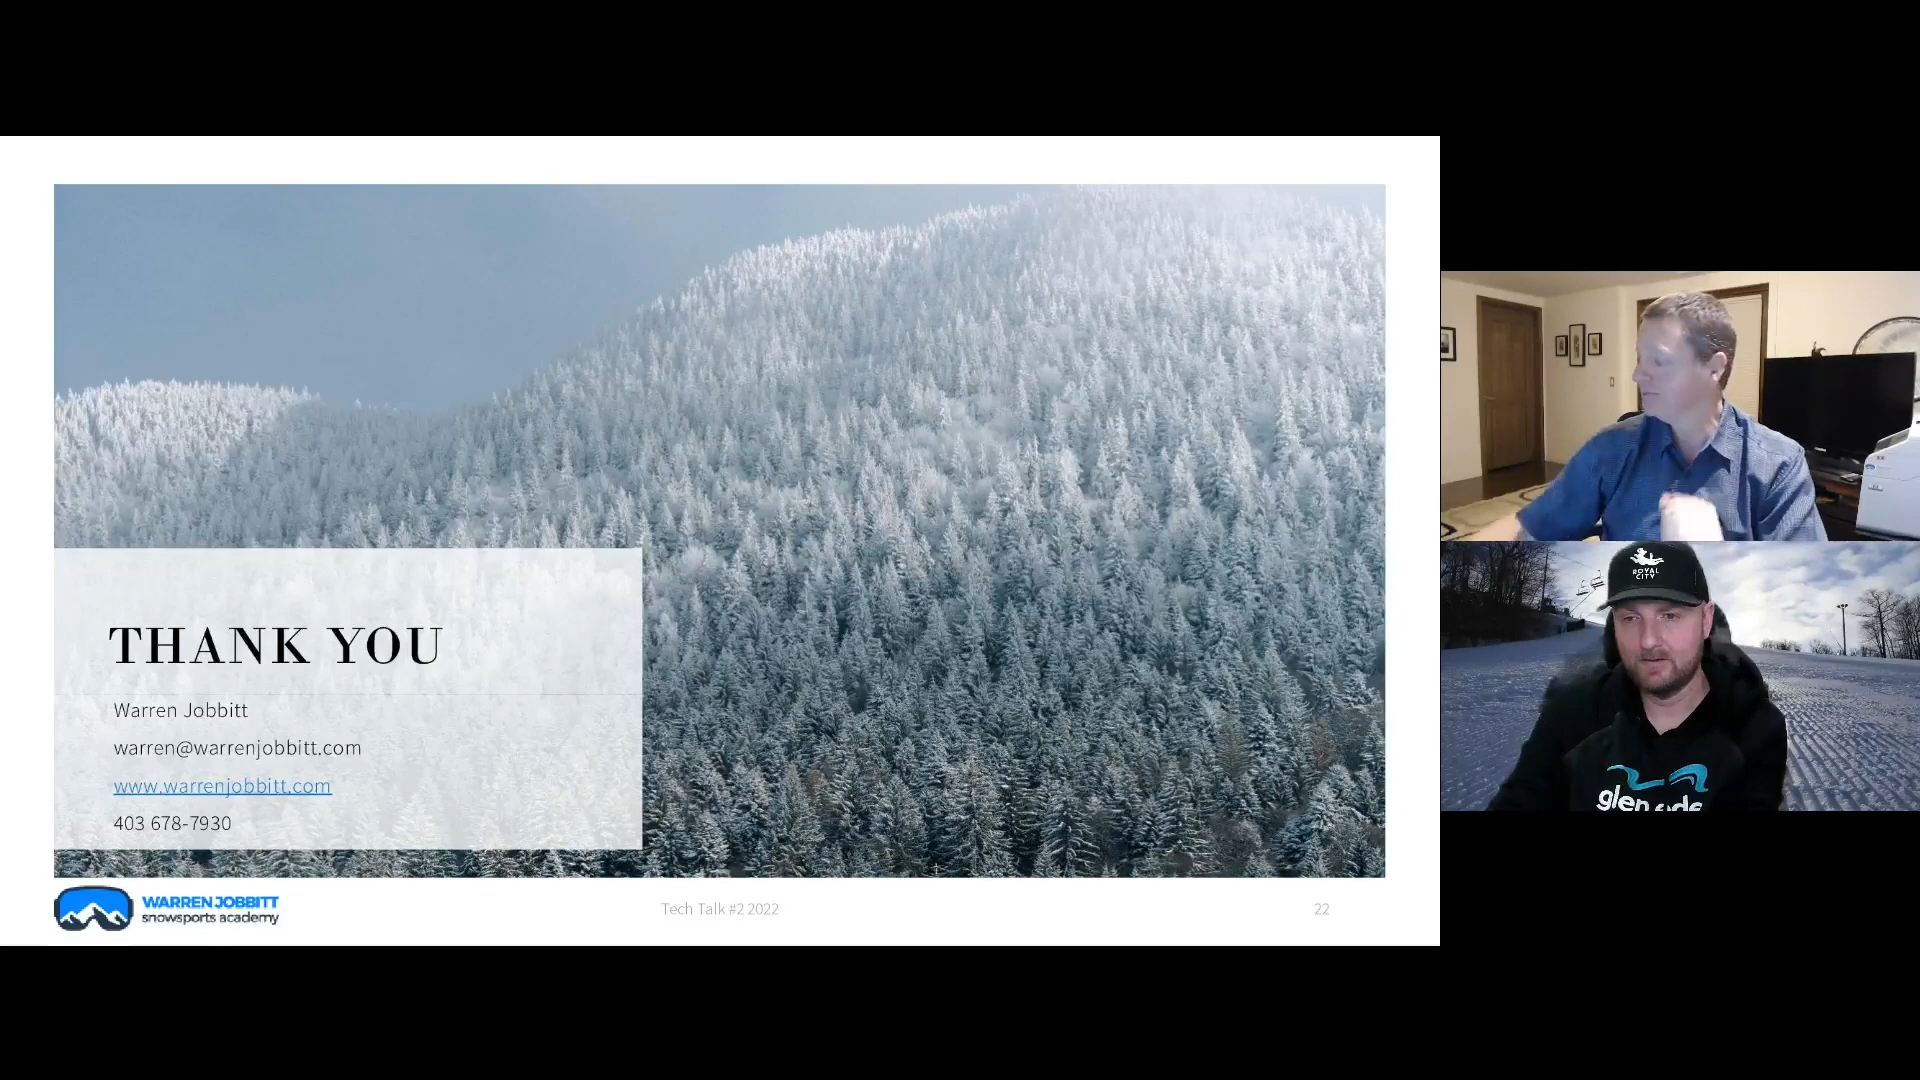 THANK YOU
Warren Jobbitt
warren@warrenjobbitt.com
www.warrenjobbitt.com
403 678-7930
WARREN JOBBITT
snowsports academy
Tech Talk #2 2022
22
ROYAL
CITY